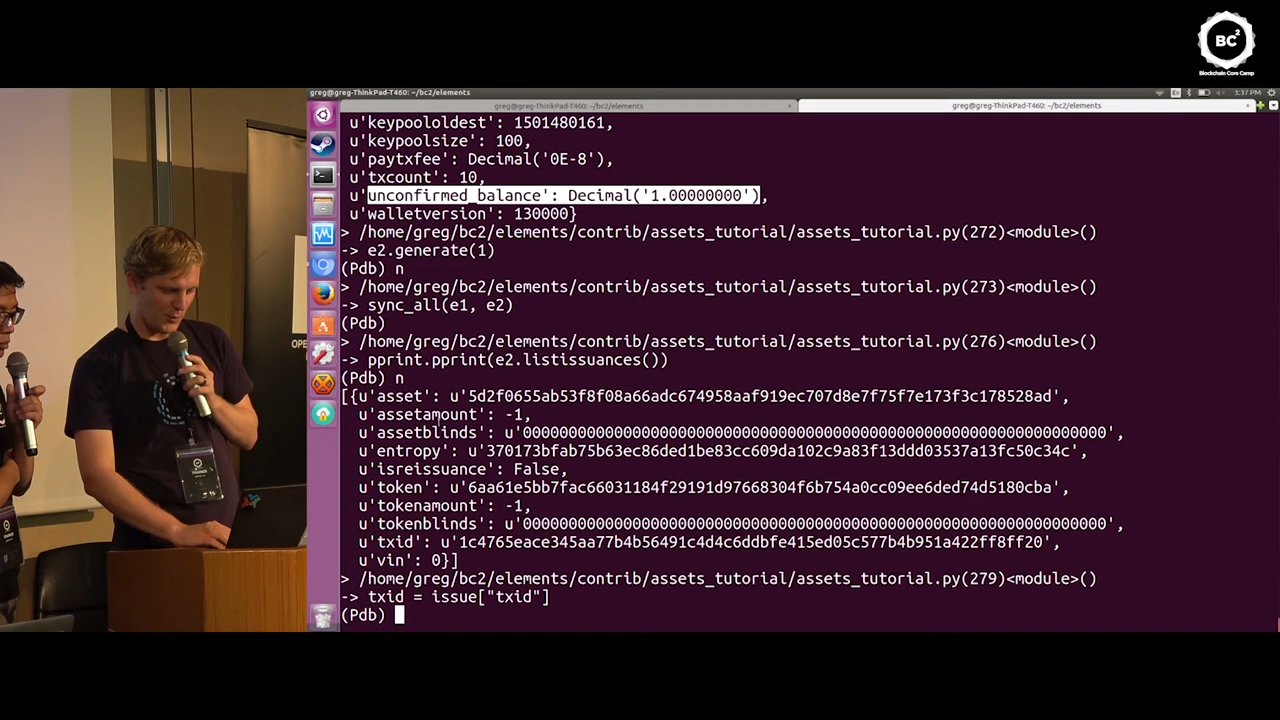 BC²
Blockchain Core Camp
greg@greg-ThinkPad-T460: ~/bc2/elements
En
3:37 PM
greg@greg-ThinkPad-T460: ~/bc2/elements
greg@greg-ThinkPad-T460: ~/bc2/elements
u'keypoololdest': 1501480161,
u'keypoolsize': 100,
u'paytxfee': Decimal('0E-8'),
u'txcount': 10,
u'unconfirmed_balance': Decimal('1.00000000'),
u'walletversion': 130000}
> /home/greg/bc2/elements/contrib/assets_tutorial/assets_tutorial.py(272)<module>()
-> e2.generate(1)
(Pdb) n
> /home/greg/bc2/elements/contrib/assets_tutorial/assets_tutorial.py(273)<module>()
-> sync_all(e1, e2)
(Pdb)
> /home/greg/bc2/elements/contrib/assets_tutorial/assets_tutorial.py(276)<module>()
-> pprint.pprint(e2.listissuances())
(Pdb) n
[{u'asset': u'5d2f0655ab53f8f08a66adc674958aaf919ec707d8e7f75f7e173f3c178528ad',
u'assetamount': -1,
u'assetblinds': u'0000000000000000000000000000000000000000000000000000000000000000',
u'entropy': u'370173bfab75b63ec86ded1be83cc609da102c9a83f13ddd03537a13fc50c34c',
u'isreissuance': False,
u'token': u'6aa61e5bb7fac66031184f29191d97668304f6b754a0cc09ee6ded74d5180cba',
u'tokenamount': -1,
u'tokenblinds': u'0000000000000000000000000000000000000000000000000000000000000000',
u'txid': u'1c4765eace345aa77b4b56491c4d4c6ddbfe415ed05c577b4b951a422ff8ff20',
u'vin': 0}]
> /home/greg/bc2/elements/contrib/assets_tutorial/assets_tutorial.py(279)<module>()
-> txid = issue["txid"]
(Pdb)